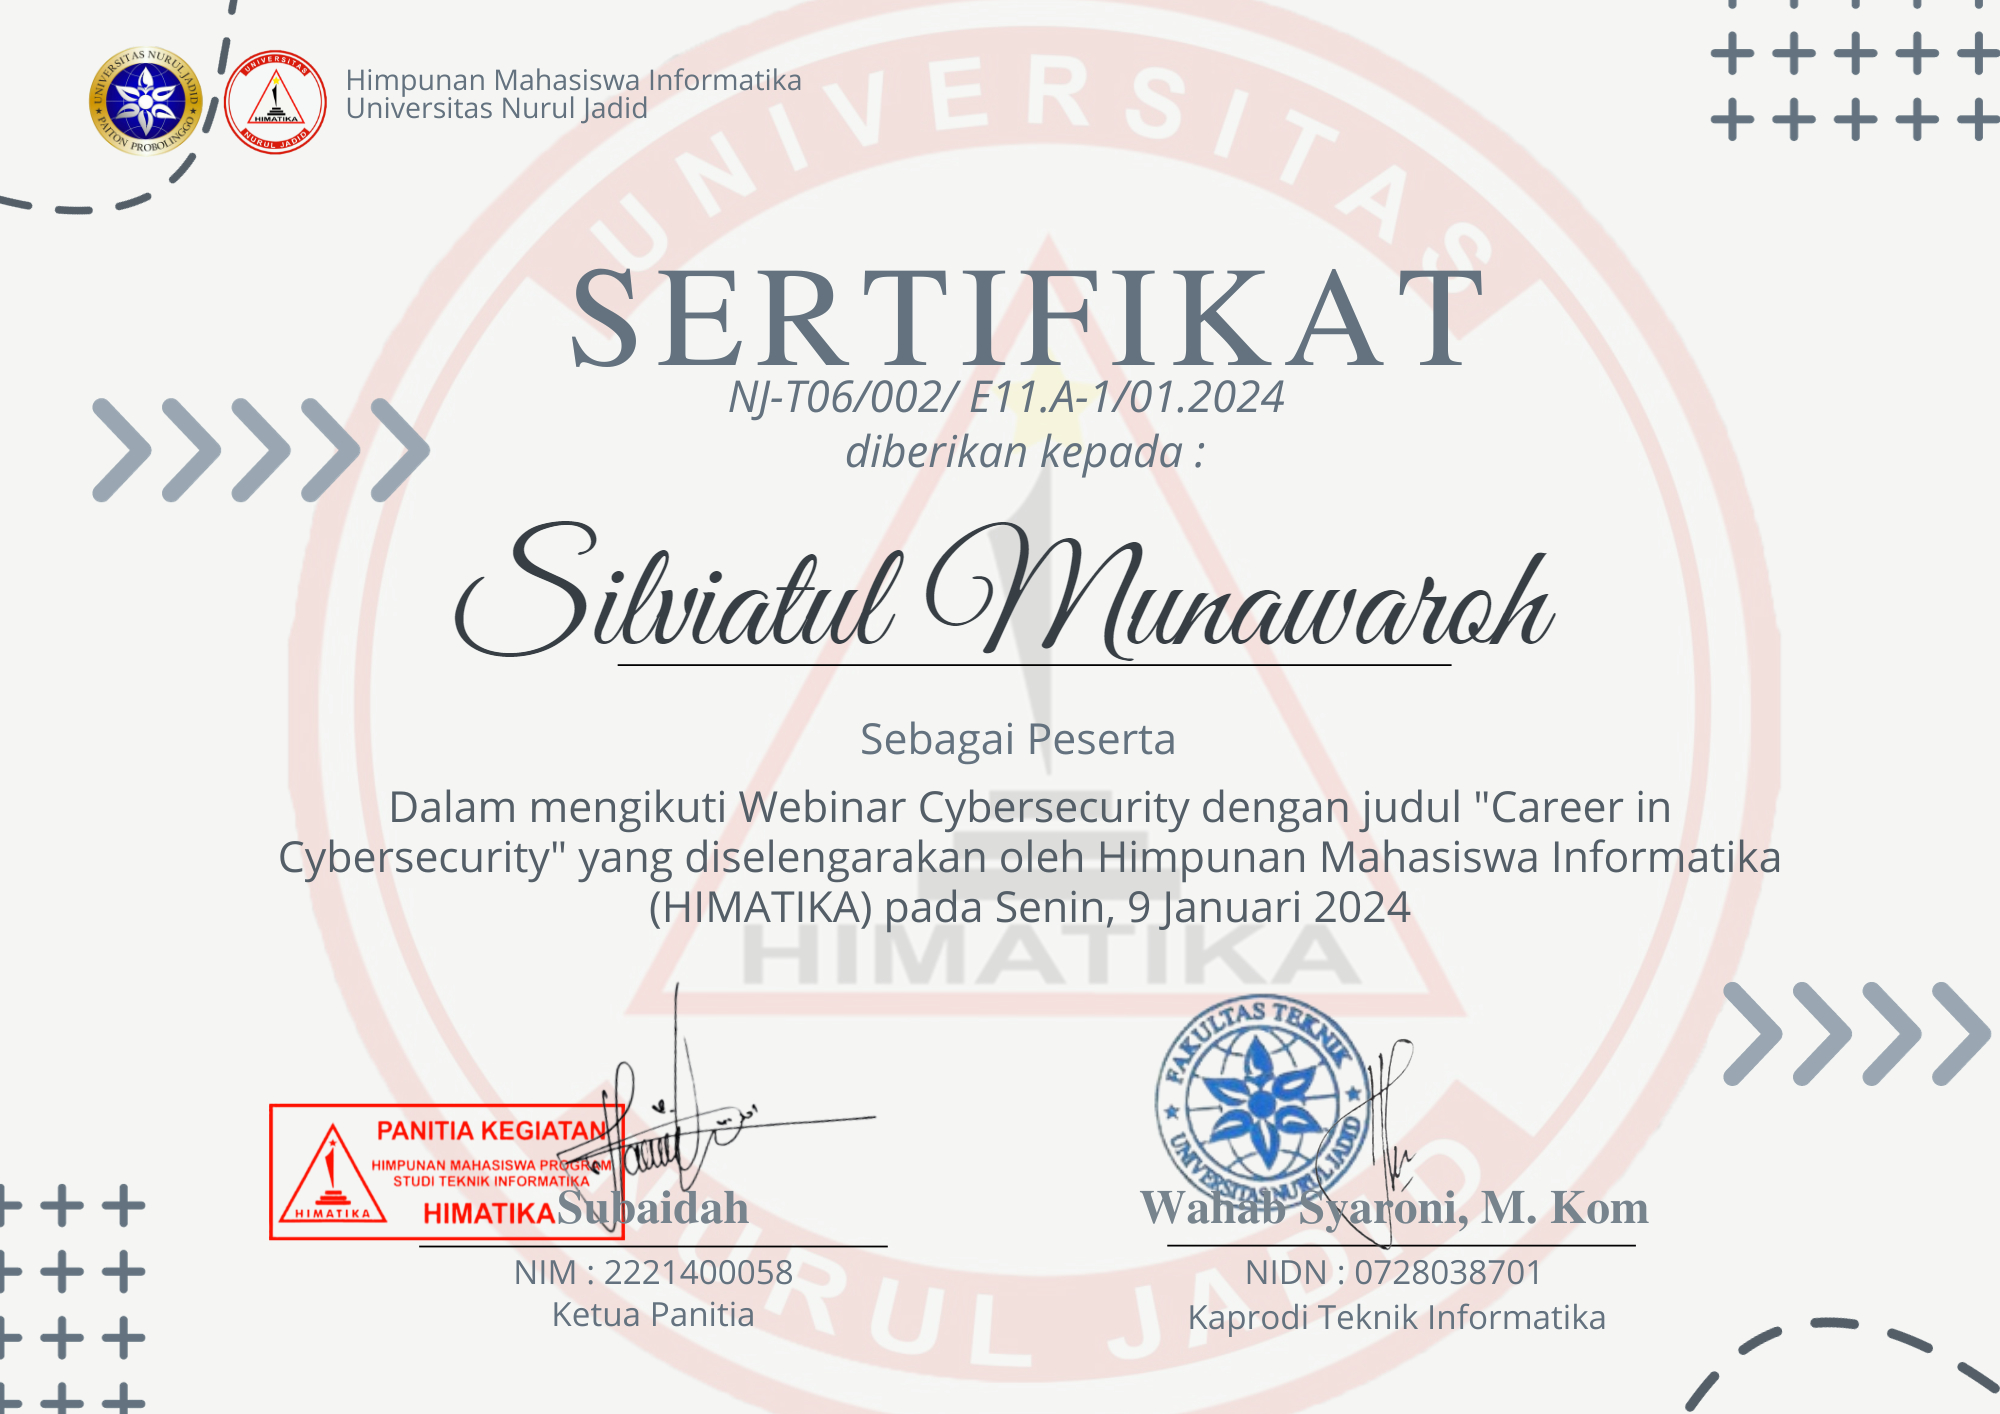 UNIVERSITAS NURUL JADID
PAITON PROBOLINGGO
UNIVERSITAS
HIMATIKA
NURUL JADID
Himpunan Mahasiswa Informatika
Universitas Nurul Jadid
UNIVERSITAS
SERTIFIKAT
NJ-T06/002/ E11.A-1/01.2024
diberikan kepada :
Silviatul Munawaroh
Sebagai Peserta
Dalam mengikuti Webinar Cybersecurity dengan judul "Career in
Cybersecurity" yang diselengarakan oleh Himpunan Mahasiswa Informatika
(HIMATIKA) pada Senin, 9 Januari 2024
HIMATIKA
PANITIA KEGIATAN
HIMPUNAN MAHASISWA PROGRAM
STUDI TEKNIK INFORMATIKA
HIMATIKA
HIMATIKA
Subaidah
NIM : 2221400058
Ketua Panitia
FAKULTAS TEKNIK
UNIVERSITAS NURUL JADID
Wahab Syaroni, M. Kom
NIDN : 0728038701
Kaprodi Teknik Informatika
NURUL JADID